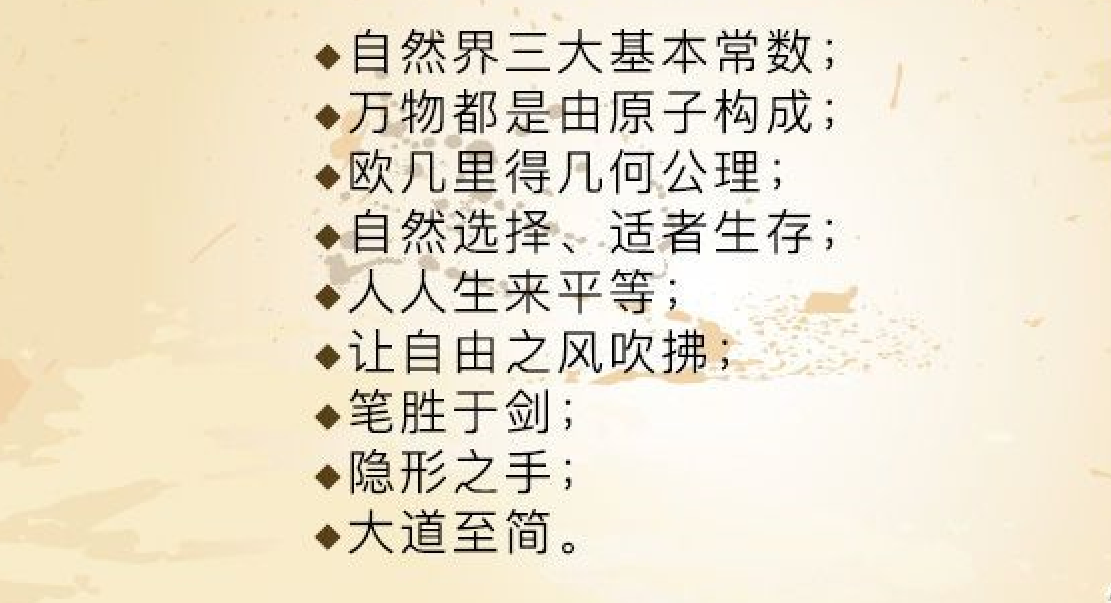 ◆自然界三大基本常数；
◆万物都是由原子构成；
◆欧几里得几何公理；
◆自然选择、适者生存；
◆人人生来平等；
◆让自由之风吹拂；
◆笔胜于剑；
◆隐形之手；
◆大道至简。